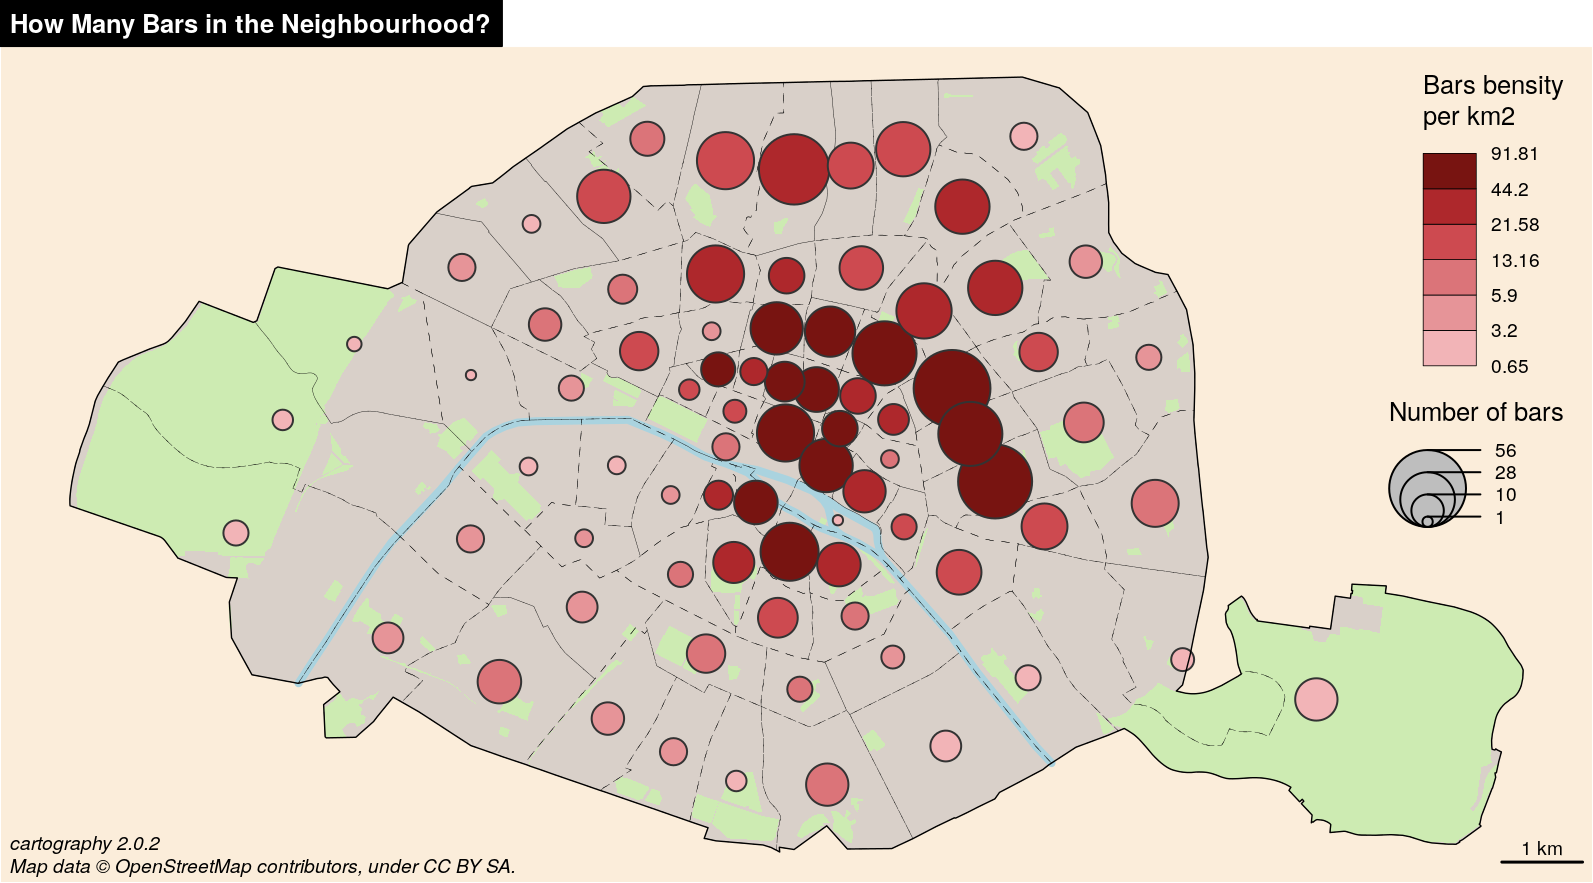 How Many Bars in the Neighbourhood?
Bars bensity
per km2
91.81
44.2
21.58
13.16
5.9
3.2
0.65
Number of bars
56
28
10
1
cartography 2.0.2
Map data © OpenStreetMap contributors, under CC BY SA.
1 km